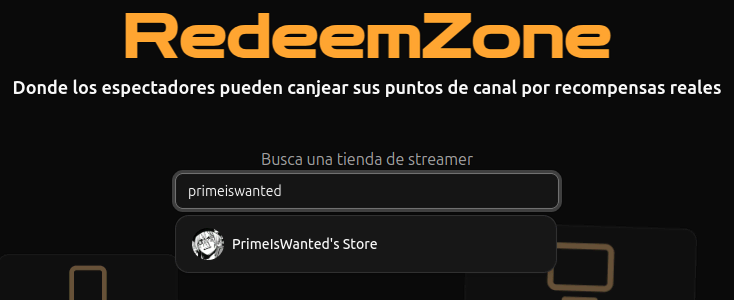 RedeemZone
Donde los espectadores pueden canjear sus puntos de canal por recompensas reales
Busca una tienda de streamer
primeiswanted
PrimeIsWanted's Store